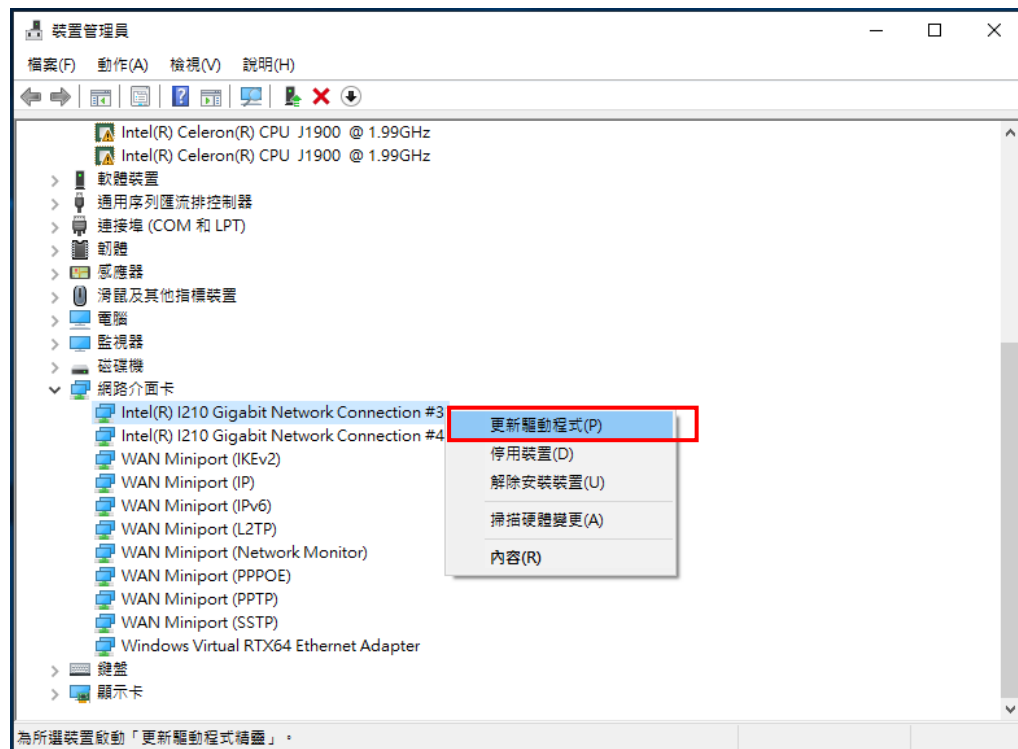 裝置管理員
檔案(F) 動作(A) 檢視(V) 說明(H)
Intel(R) Celeron(R) CPU J1900 @ 1.99GHz
Intel(R) Celeron(R) CPU J1900 @ 1.99GHz
軟體裝置
通用序列匯流排控制器
連接埠 (COM 和 LPT)
韌體
感應器
滑鼠及其他指標裝置
電腦
監視器
磁碟機
網路介面卡
Intel(R) I210 Gigabit Network Connection #3
Intel(R) I210 Gigabit Network Connection #4
WAN Miniport (IKEv2)
WAN Miniport (IP)
WAN Miniport (IPv6)
WAN Miniport (L2TP)
WAN Miniport (Network Monitor)
WAN Miniport (PPPOE)
WAN Miniport (PPTP)
WAN Miniport (SSTP)
Windows Virtual RTX64 Ethernet Adapter
鍵盤
顯示卡
更新驅動程式(P)
停用裝置(D)
解除安裝裝置(U)
掃描硬體變更(A)
內容(R)
為所選裝置啟動「更新驅動程式精靈」。